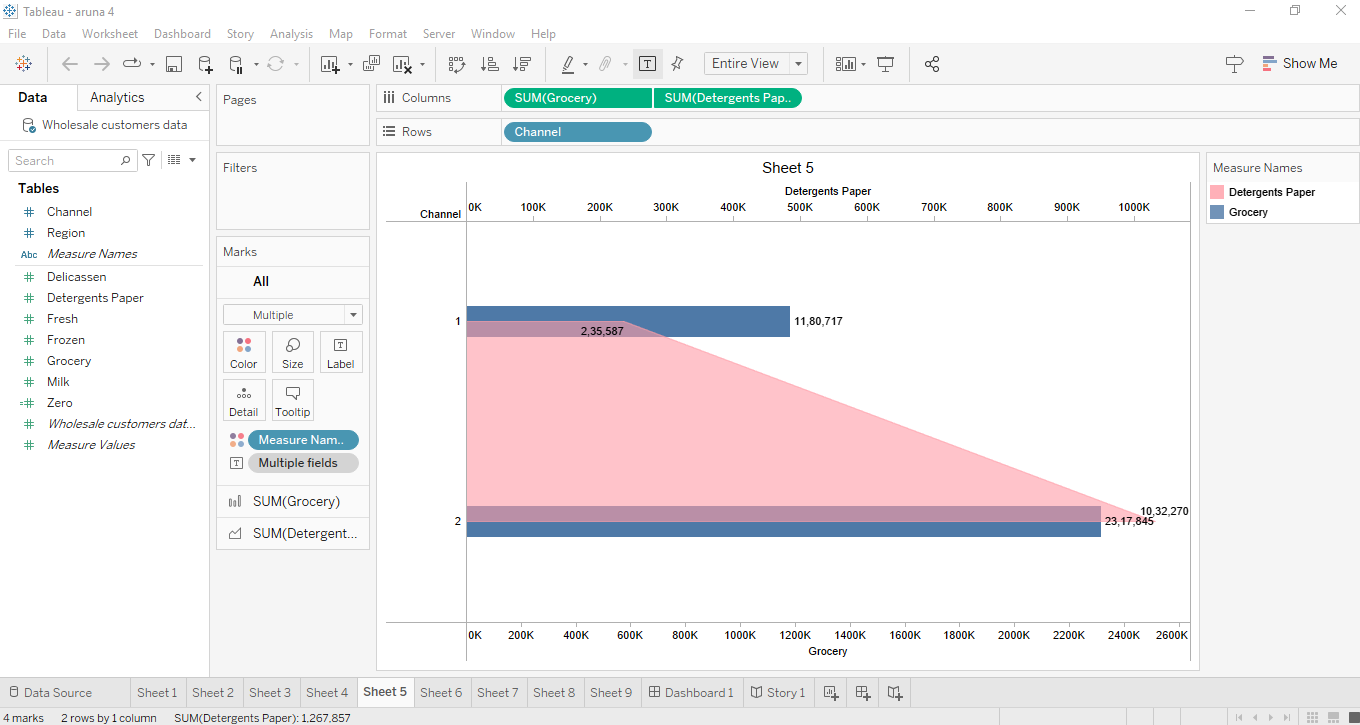 Tableau - aruna 4
File Data Worksheet Dashboard Story Analysis Map Format Server Window Help
Entire View
Show Me
Data Analytics
Wholesale customers data
Search
Tables
Channel
Region
Abc Measure Names
Delicassen
Detergents Paper
Fresh
Frozen
Grocery
Milk
Zero
Wholesale customers dat...
Measure Values
Pages
Filters
Marks
All
Multiple
Color Size Label
Detail Tooltip
Measure Nam..
Multiple fields
SUM(Grocery)
SUM(Detergent...
Columns SUM(Grocery) SUM(Detergents Pap..
Rows Channel
Sheet 5
Detergents Paper
Channel 0K 100K 200K 300K 400K 500K 600K 700K 800K 900K 1000K
1 2,35,587 11,80,717
2 10,32,270
23,17,845
0K 200K 400K 600K 800K 1000K 1200K 1400K 1600K 1800K 2000K 2200K 2400K 2600K
Grocery
Measure Names
Detergents Paper
Grocery
Data Source Sheet 1 Sheet 2 Sheet 3 Sheet 4 Sheet 5 Sheet 6 Sheet 7 Sheet 8 Sheet 9 Dashboard 1 Story 1
4 marks 2 rows by 1 column SUM(Detergents Paper): 1,267,857